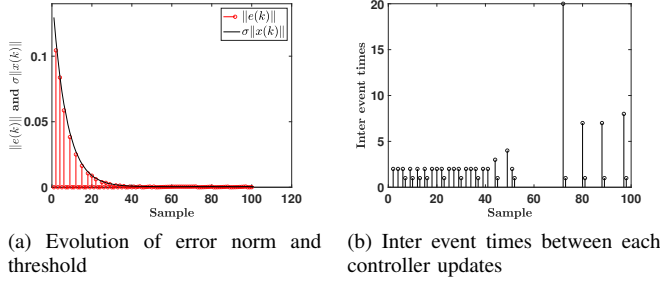 ‖e(k)‖
σ‖x(k)‖
‖e(k)‖ and σ‖x(k)‖
0.1
0.05
0
0 20 40 60 80 100 120
Sample
(a) Evolution of error norm and
threshold
Inter event times
20
15
10
5
0
0 20 40 60 80 100
Sample
(b) Inter event times between each
controller updates